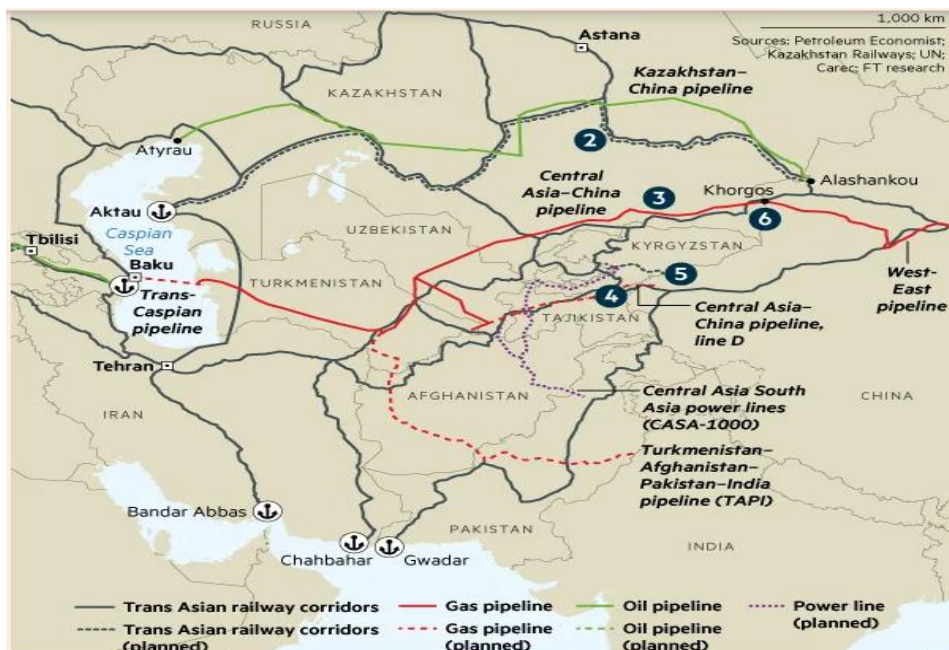 1,000 km
RUSSIA
Sources: Petroleum Economist;
Kazakhstan Railways; UN;
Carec; FT research
Astana
Kazakhstan–
China pipeline
KAZAKHSTAN
Atyrau
2
Central
Asia–China
pipeline
Alashankou
Khorgos
3
6
Aktau
Caspian
Sea
UZBEKISTAN
KYRGYZSTAN
Tbilisi
Baku
TURKMENISTAN
5
West-
East
pipeline
Trans-
Caspian
pipeline
4
TAJIKISTAN
Central Asia–
China pipeline,
line D
Tehran
AFGHANISTAN
CHINA
IRAN
Central Asia South
Asia power lines
(CASA-1000)
Turkmenistan–
Afghanistan–
Pakistan–India
pipeline (TAPI)
Bandar Abbas
PAKISTAN
INDIA
Chahbahar
Gwadar
Trans Asian railway corridors
Gas pipeline
Oil pipeline
Power line
(planned)
Trans Asian railway corridors
(planned)
Gas pipeline
(planned)
Oil pipeline
(planned)